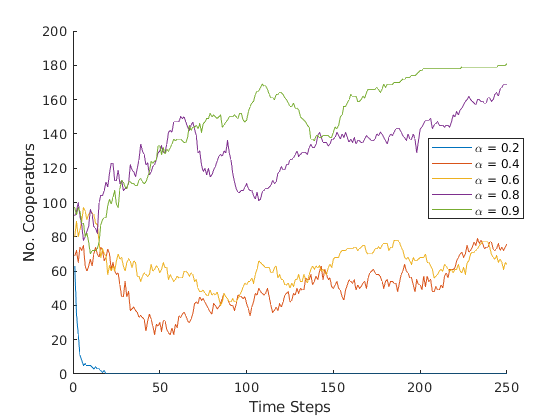 200
180
160
140
120
100
80
60
40
20
0
No. Cooperators
0 50 100 150 200 250
Time Steps
α = 0.2
α = 0.4
α = 0.6
α = 0.8
α = 0.9